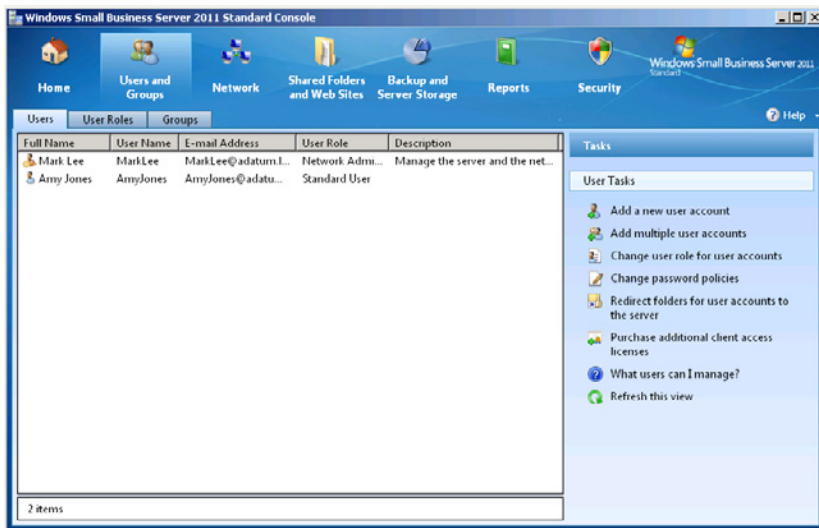 Windows Small Business Server 2011 Standard Console
Home
Users and
Groups
Network
Shared Folders
and Web Sites
Backup and
Server Storage
Reports
Security
Windows Small Business Server 2011
Standard
Users
User Roles
Groups
Help
Full Name User Name E-mail Address User Role Description
Mark Lee MarkLee MarkLee@adatum.l... Network Admi... Manage the server and the net...
Amy Jones AmyJones AmyJones@adatu... Standard User
2 items
Tasks
User Tasks
Add a new user account
Add multiple user accounts
Change user role for user accounts
Change password policies
Redirect folders for user accounts to
the server
Purchase additional client access
licenses
What users can I manage?
Refresh this view